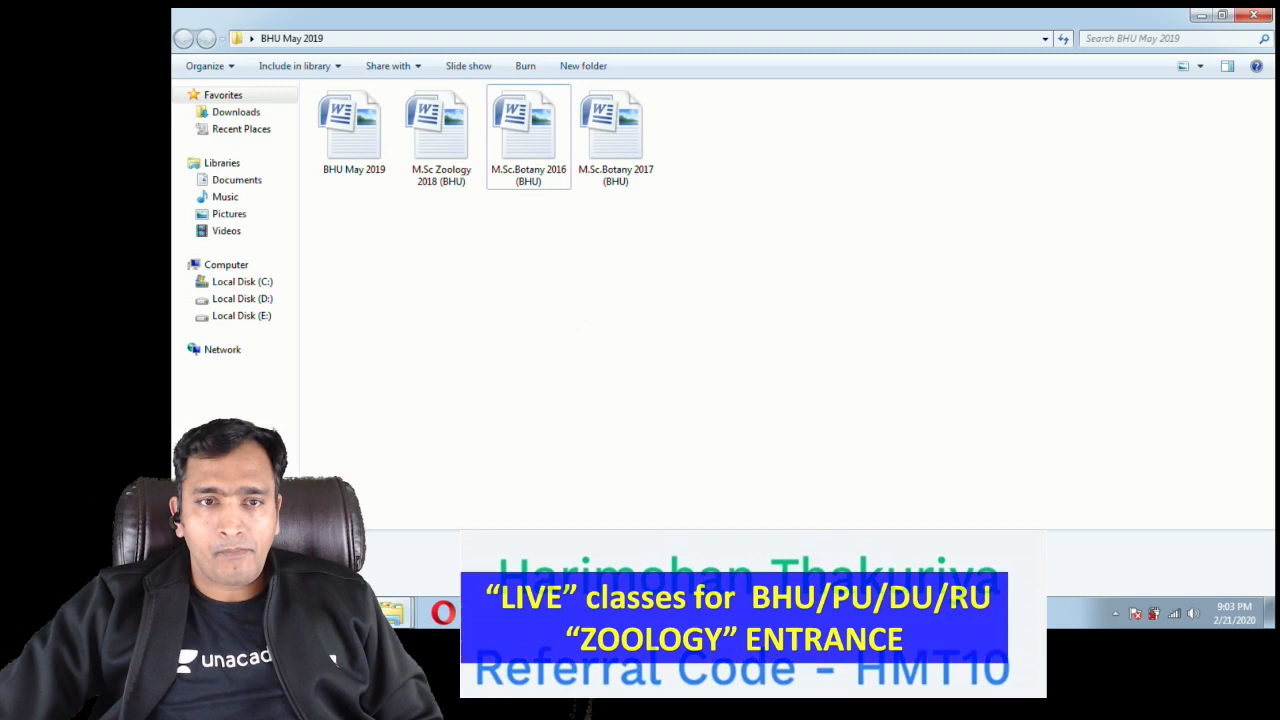 BHU May 2019
Search BHU May 2019
Organize
Include in library
Share with
Slide show
Burn
New folder
Favorites
Downloads
Recent Places
Libraries
Documents
Music
Pictures
Videos
Computer
Local Disk (C:)
Local Disk (D:)
Local Disk (E:)
Network
BHU May 2019
M.Sc Zoology
2018 (BHU)
M.Sc.Botany 2016
(BHU)
M.Sc.Botany 2017
(BHU)
Harimohan Thakuriya
“LIVE” classes for BHU/PU/DU/RU
“ZOOLOGY” ENTRANCE
Referral Code - HMT10
9:03 PM
2/21/2020